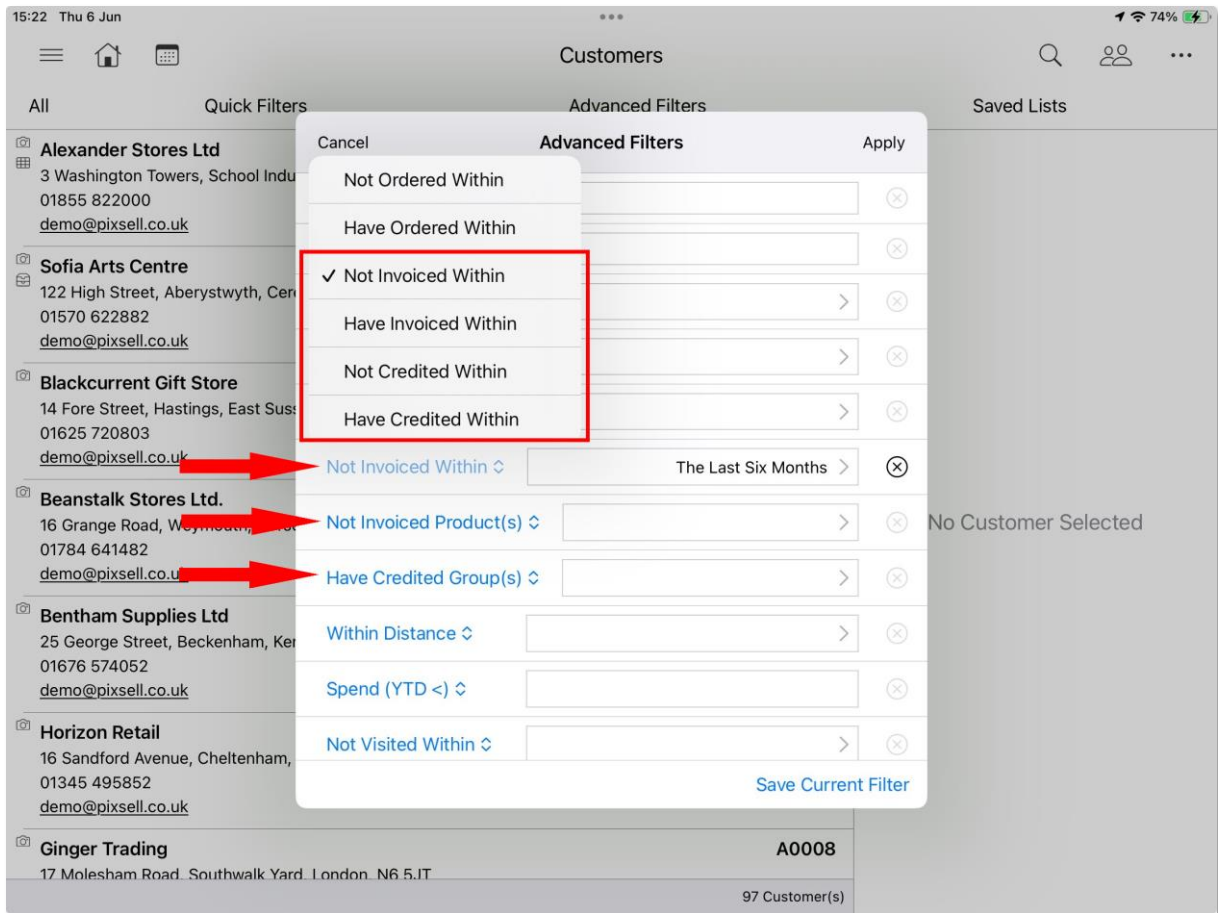 15:22 Thu 6 Jun
74%
Customers
All
Quick Filters
Advanced Filters
Saved Lists
Alexander Stores Ltd
3 Washington Towers, School Indu
01855 822000
demo@pixsell.co.uk
Sofia Arts Centre
122 High Street, Aberystwyth, Cere
01570 622882
demo@pixsell.co.uk
Blackcurrent Gift Store
14 Fore Street, Hastings, East Suss
01625 720803
demo@pixsell.co.uk
Beanstalk Stores Ltd.
16 Grange Road,
01784 641482
demo@pixsell.co.u
Bentham Supplies Ltd
25 George Street, Beckenham, Ker
01676 574052
demo@pixsell.co.uk
Horizon Retail
16 Sandford Avenue, Cheltenham,
01345 495852
demo@pixsell.co.uk
Ginger Trading
A0008
17 Molesham Road, Southwalk Yard, London, N6 5JT
97 Customer(s)
Cancel
Advanced Filters
Apply
Not Ordered Within
Have Ordered Within
✓ Not Invoiced Within
Have Invoiced Within
Not Credited Within
Have Credited Within
Not Invoiced Within
The Last Six Months
Not Invoiced Product(s)
Have Credited Group(s)
Within Distance
Spend (YTD <)
Not Visited Within
Save Current Filter
No Customer Selected